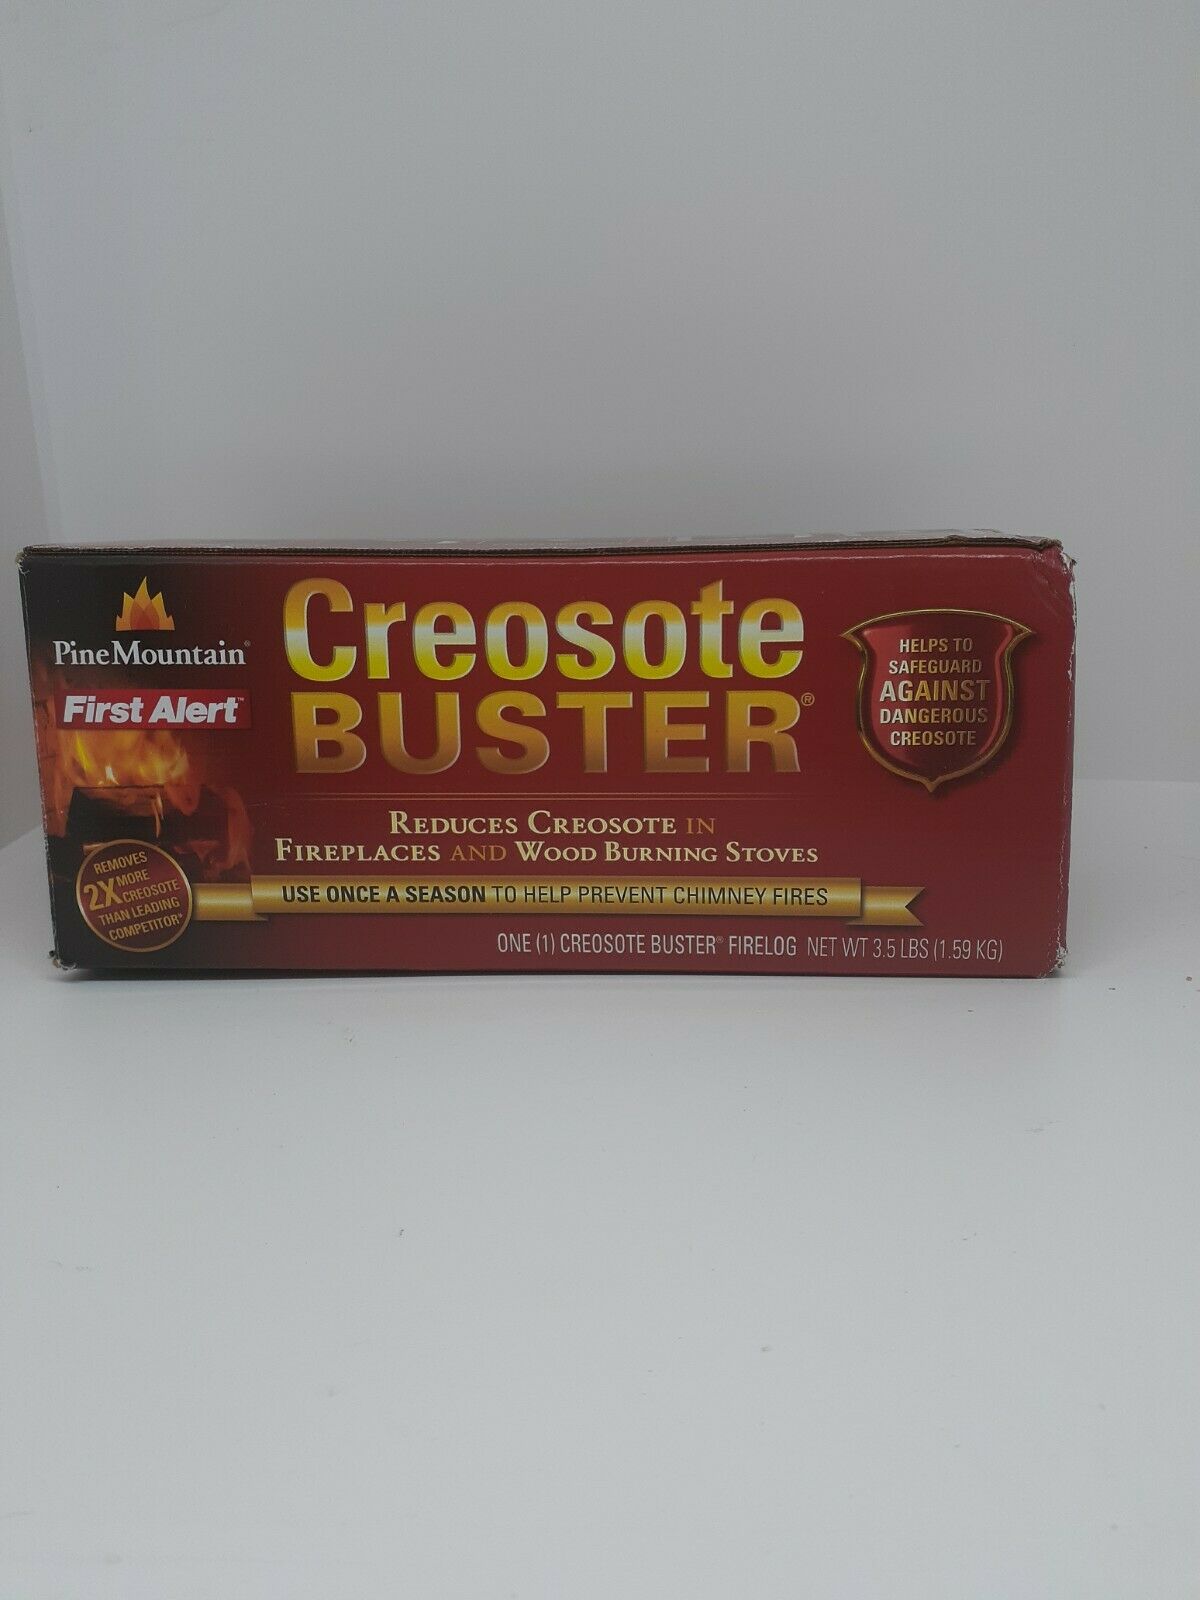 PineMountain®
First Alert™
Creosote
BUSTER®
HELPS TO
SAFEGUARD
AGAINST
DANGEROUS
CREOSOTE
REDUCES CREOSOTE IN
FIREPLACES AND WOOD BURNING STOVES
REMOVES
2X MORE
CREOSOTE
THAN LEADING
COMPETITOR*
USE ONCE A SEASON TO HELP PREVENT CHIMNEY FIRES
ONE (1) CREOSOTE BUSTER® FIRELOG NET WT 3.5 LBS (1.59 KG)